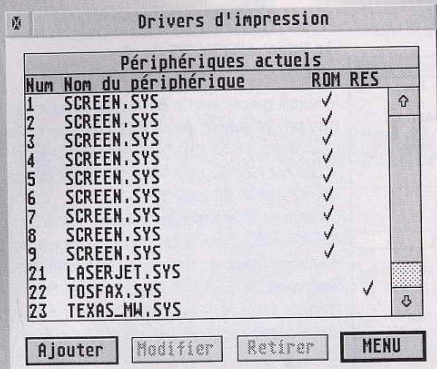 Drivers d'impression
Périphériques actuels
Num Nom du périphérique ROM RES
1 SCREEN.SYS √
2 SCREEN.SYS √
3 SCREEN.SYS √
4 SCREEN.SYS √
5 SCREEN.SYS √
6 SCREEN.SYS √
7 SCREEN.SYS √
8 SCREEN.SYS √
9 SCREEN.SYS √
21 LASERJET.SYS
22 TOSFAX.SYS √
23 TEXAS_MW.SYS
Ajouter Modifier Retirer MENU